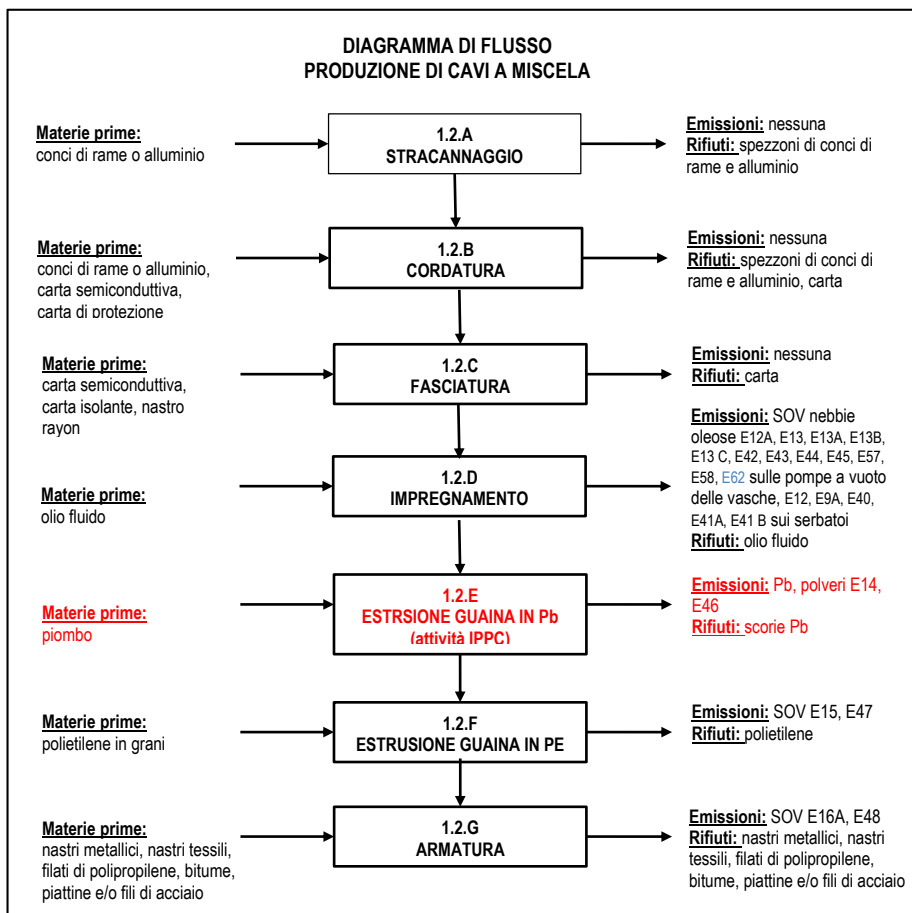 DIAGRAMMA DI FLUSSO
PRODUZIONE DI CAVI A MISCELA
Materie prime:
conci di rame o alluminio
1.2.A
STRACANNAGGIO
Emissioni: nessuna
Rifiuti: spezzoni di conci di
rame e alluminio
Materie prime:
conci di rame o alluminio,
carta semiconduttiva,
carta di protezione
1.2.B
CORDATURA
Emissioni: nessuna
Rifiuti: spezzoni di conci di
rame e alluminio, carta
Materie prime:
carta semiconduttiva,
carta isolante, nastro
rayon
1.2.C
FASCIATURA
Emissioni: nessuna
Rifiuti: carta
Materie prime:
olio fluido
1.2.D
IMPREGNAMENTO
Emissioni: SOV nebbie
oleose E12A, E13, E13A, E13B,
E13 C, E42, E43, E44, E45, E57,
E58, E62 sulle pompe a vuoto
delle vasche, E12, E9A, E40,
E41A, E41 B sui serbatoi
Rifiuti: olio fluido
Materie prime:
piombo
1.2.E
ESTRSIONE GUAINA IN Pb
(attività IPPC)
Emissioni: Pb, polveri E14,
E46
Rifiuti: scorie Pb
Materie prime:
polietilene in grani
1.2.F
ESTRUSIONE GUAINA IN PE
Emissioni: SOV E15, E47
Rifiuti: polietilene
Materie prime:
nastri metallici, nastri tessili,
filati di polipropilene, bitume,
piattine e/o fili di acciaio
1.2.G
ARMATURA
Emissioni: SOV E16A, E48
Rifiuti: nastri metallici, nastri
tessili, filati di polipropilene,
bitume, piattine e/o fili di acciaio